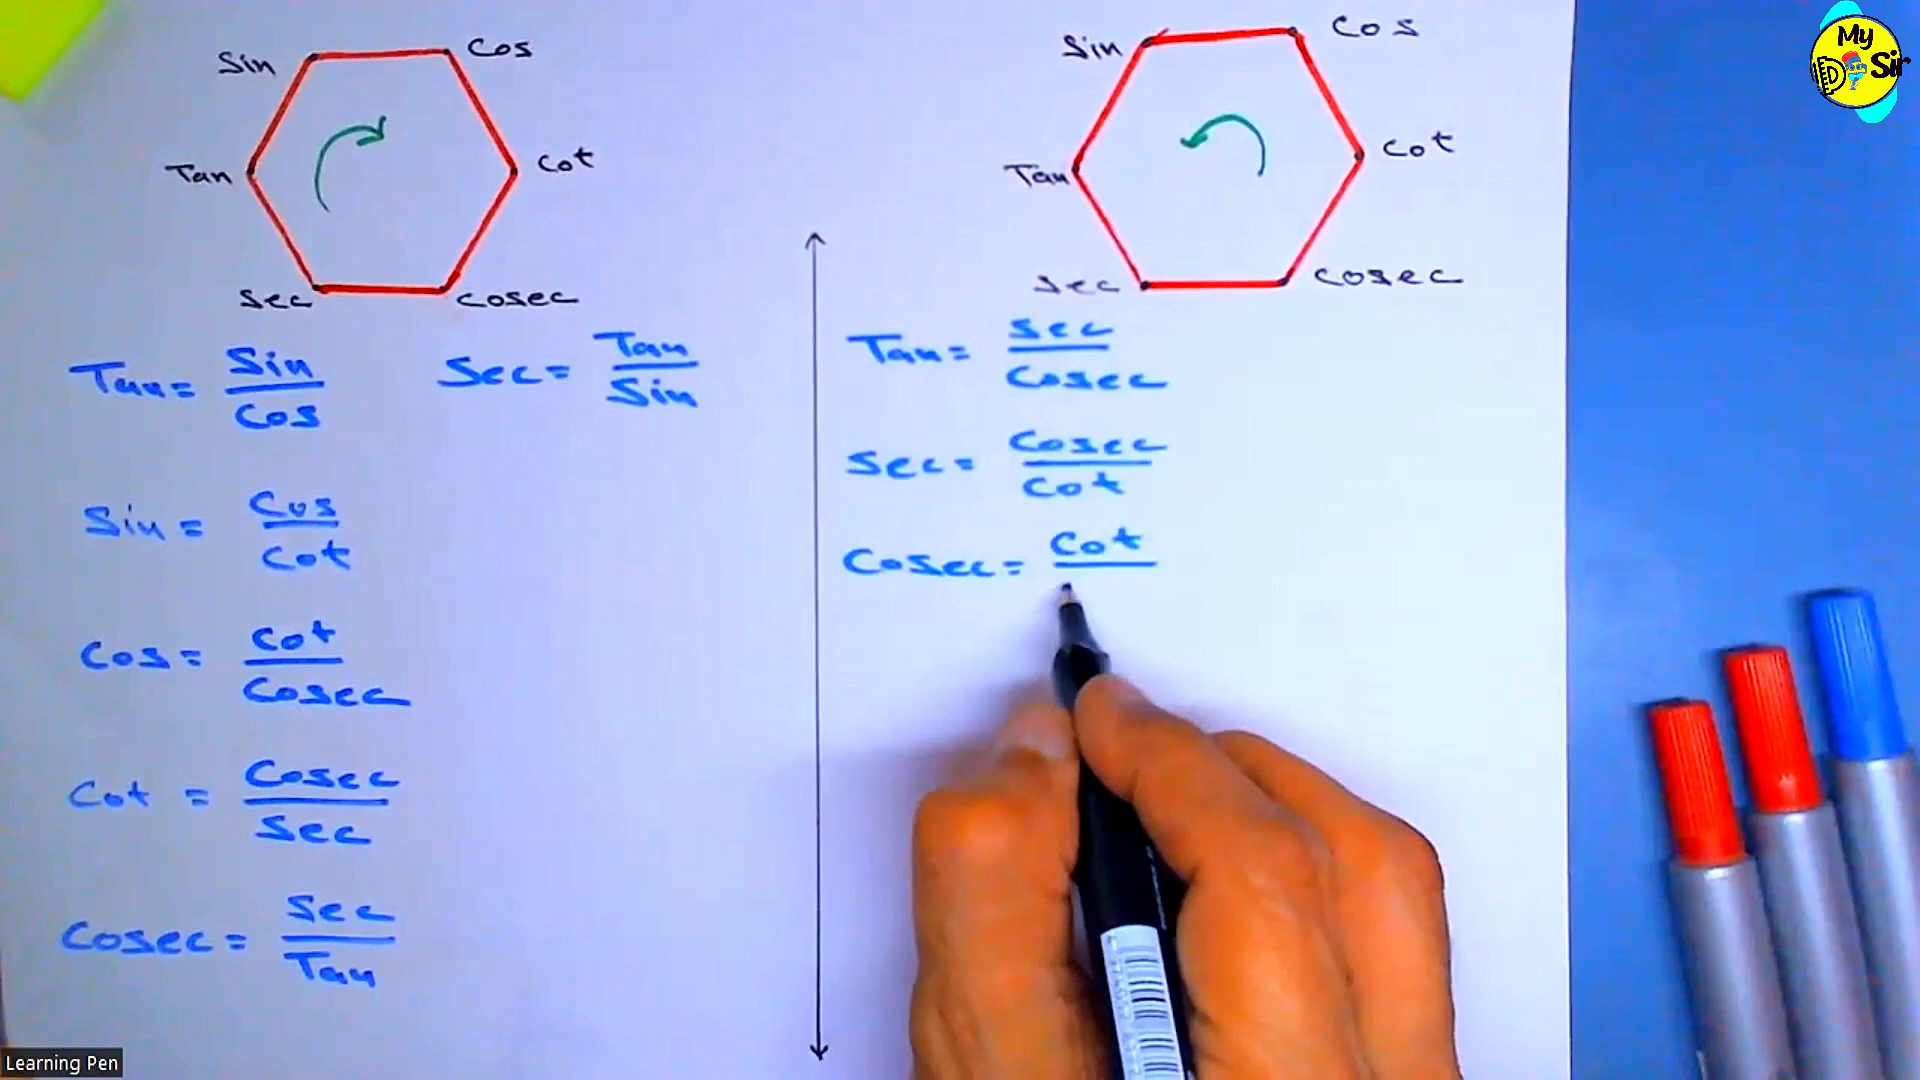 Sin
Cos
Tan
Cot
Sec
Cosec
Tan = Sin / Cos
Sec = Tan / Sin
Sin = Cos / Cot
Cos = Cot / Cosec
Cot = Cosec / Sec
Cosec = Sec / Tan
Sin
Cos
Tan
Cot
Sec
Cosec
Tan = Sec / Cosec
Sec = Cosec / Cot
Cosec = Cot
My
Sir
Learning Pen